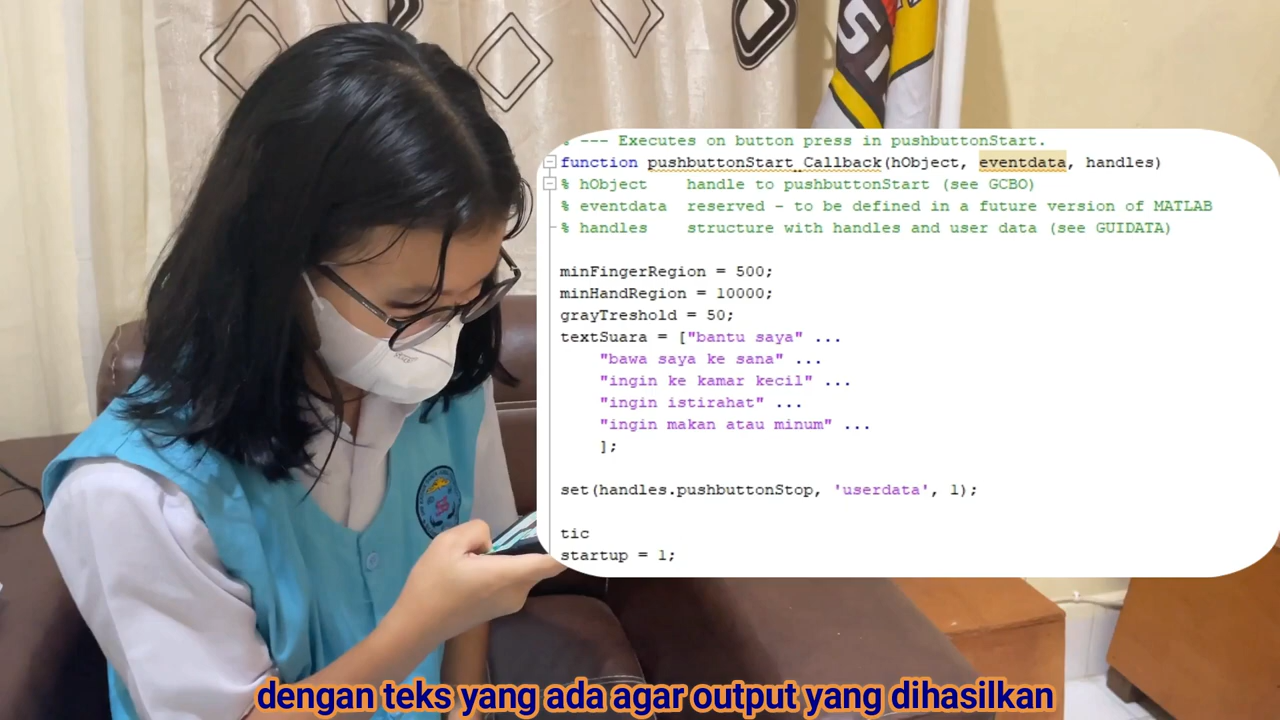 % --- Executes on button press in pushbuttonStart.
function pushbuttonStart_Callback(hObject, eventdata, handles)
% hObject    handle to pushbuttonStart (see GCBO)
% eventdata  reserved - to be defined in a future version of MATLAB
% handles    structure with handles and user data (see GUIDATA)
minFingerRegion = 500;
minHandRegion = 10000;
grayTreshold = 50;
textSuara = ["bantu saya" ...
"bawa saya ke sana" ...
"ingin ke kamar kecil" ...
"ingin istirahat" ...
"ingin makan atau minum" ...
];
set(handles.pushbuttonStop, 'userdata', 1);
tic
startup = 1;
dengan teks yang ada agar output yang dihasilkan